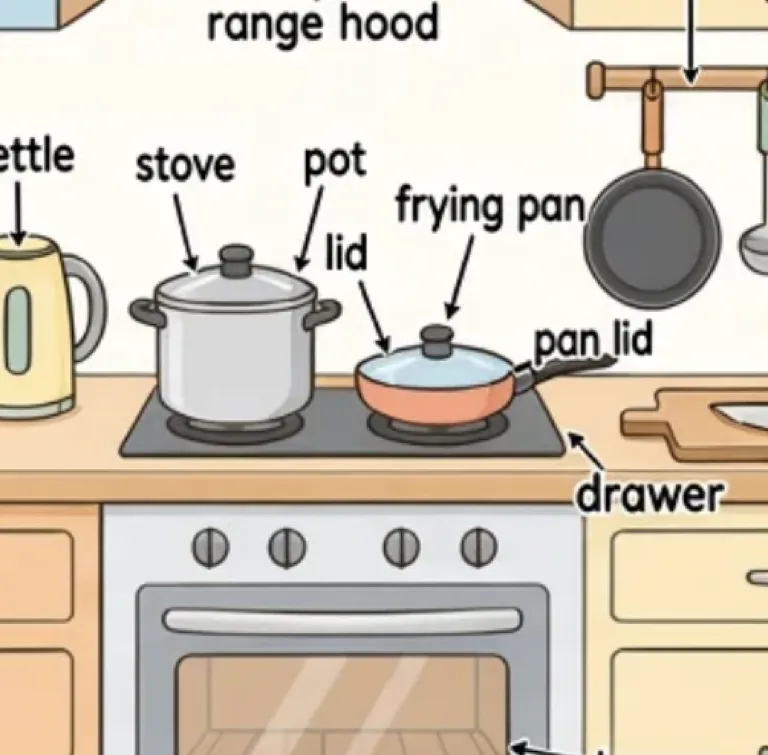 range hood
ettle
stove
pot
frying pan
lid
pan lid
drawer